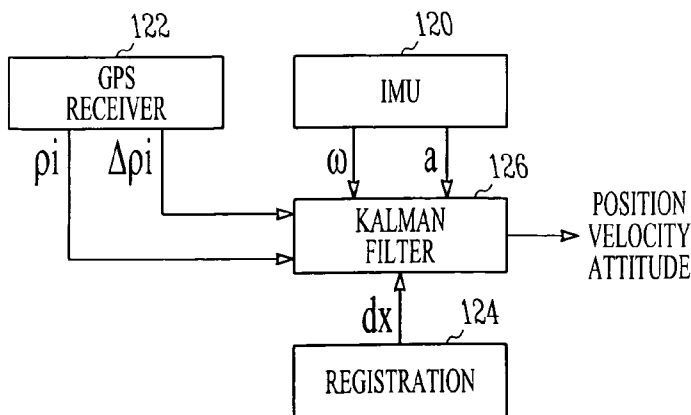 122
GPS
RECEIVER
120
IMU
ρi
Δρi
ω
a
126
KALMAN
FILTER
POSITION
VELOCITY
ATTITUDE
dx
124
REGISTRATION